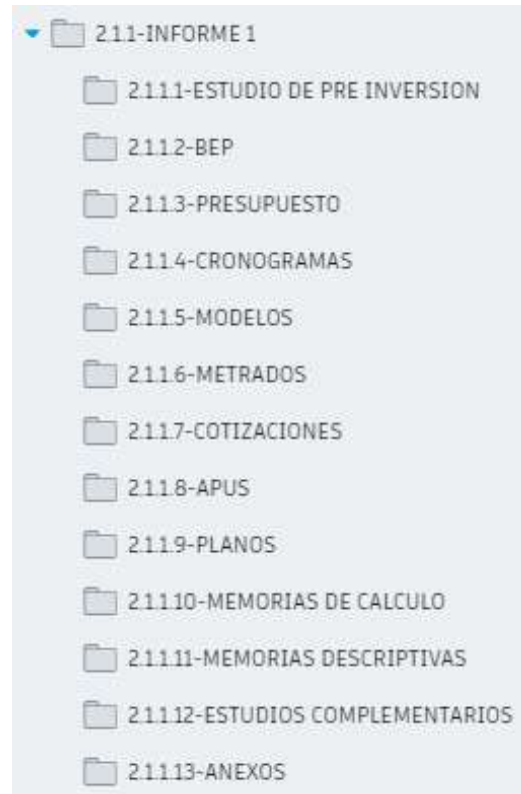 2.1.1-INFORME 1
2.1.1.1-ESTUDIO DE PRE INVERSION
2.1.1.2-BEP
2.1.1.3-PRESUPUESTO
2.1.1.4-CRONOGRAMAS
2.1.1.5-MODELOS
2.1.1.6-METRADOS
2.1.1.7-COTIZACIONES
2.1.1.8-APUS
2.1.1.9-PLANOS
2.1.1.10-MEMORIAS DE CALCULO
2.1.1.11-MEMORIAS DESCRIPTIVAS
2.1.1.12-ESTUDIOS COMPLEMENTARIOS
2.1.1.13-ANEXOS